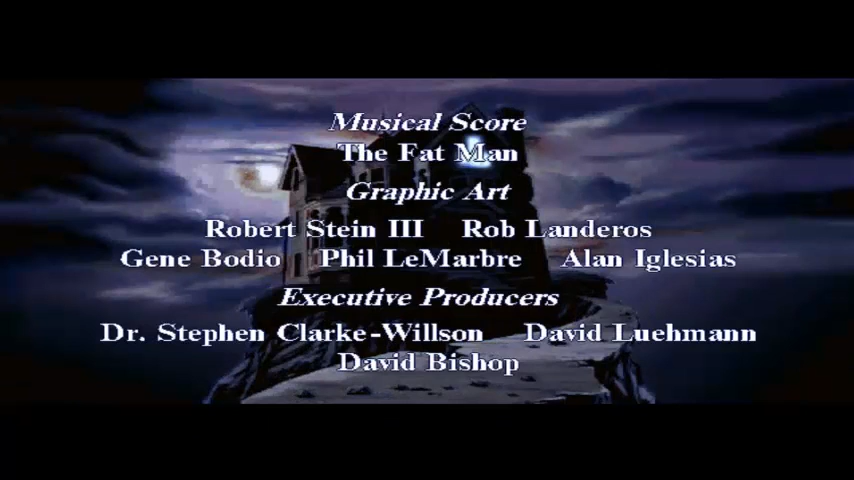 Musical Score
The Fat Man
Graphic Art
Robert Stein III Rob Landeros
Gene Bodio Phil LeMarbre Alan Iglesias
Executive Producers
Dr. Stephen Clarke-Willson David Luehmann
David Bishop